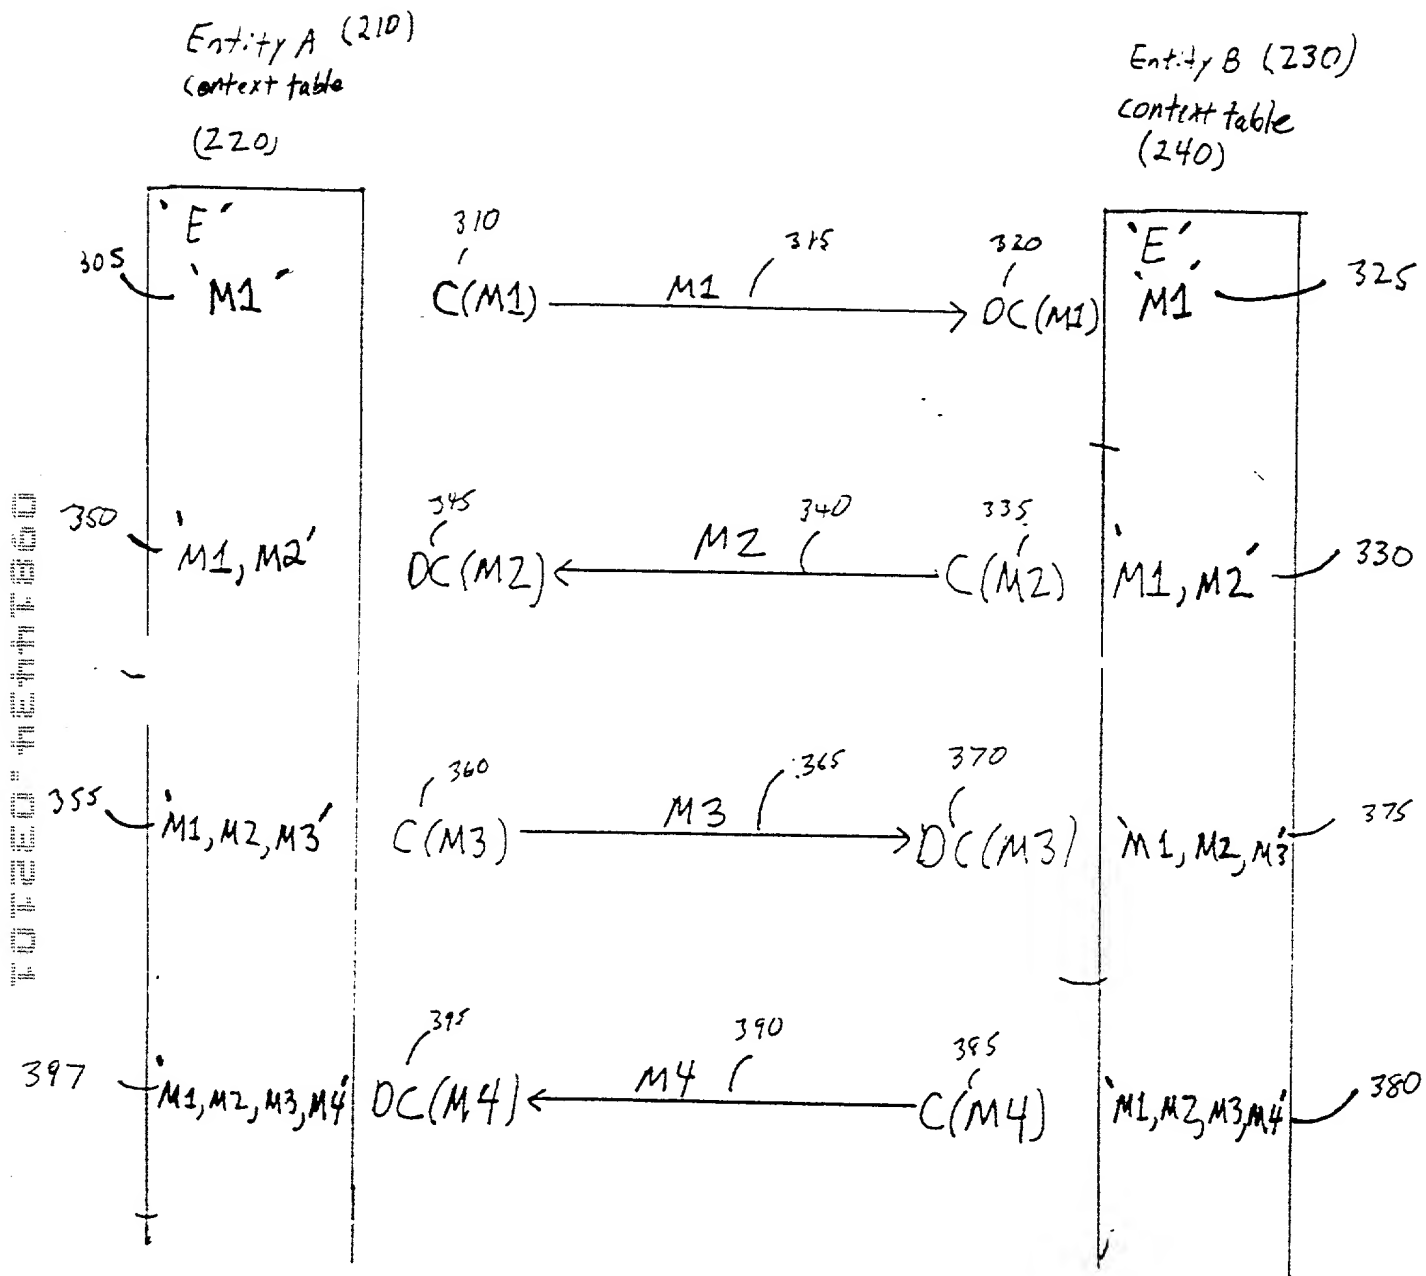 Entity A (210)
context table
(220)
Entity B (230)
context table
(240)
'E'
310
315
320
'E'
305
'M1'
C(M1)
M1
DC(M1)
'M1'
325
350
'M1, M2'
345
DC(M2)
M2
340
335
C(M2)
'M1, M2'
330
355
'M1, M2, M3'
360
C(M3)
M3
365
370
DC(M3)
'M1, M2, M3'
375
397
'M1, M2, M3, M4'
395
DC(M4)
M4
390
385
C(M4)
'M1, M2, M3, M4'
380